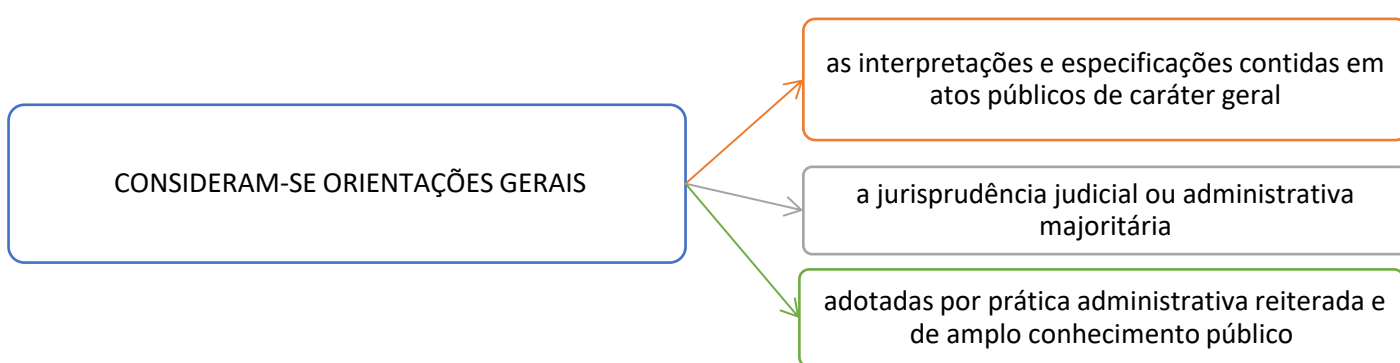 CONSIDERAM-SE ORIENTAÇÕES GERAIS
as interpretações e especificações contidas em
atos públicos de caráter geral
a jurisprudência judicial ou administrativa
majoritária
adotadas por prática administrativa reiterada e
de amplo conhecimento público